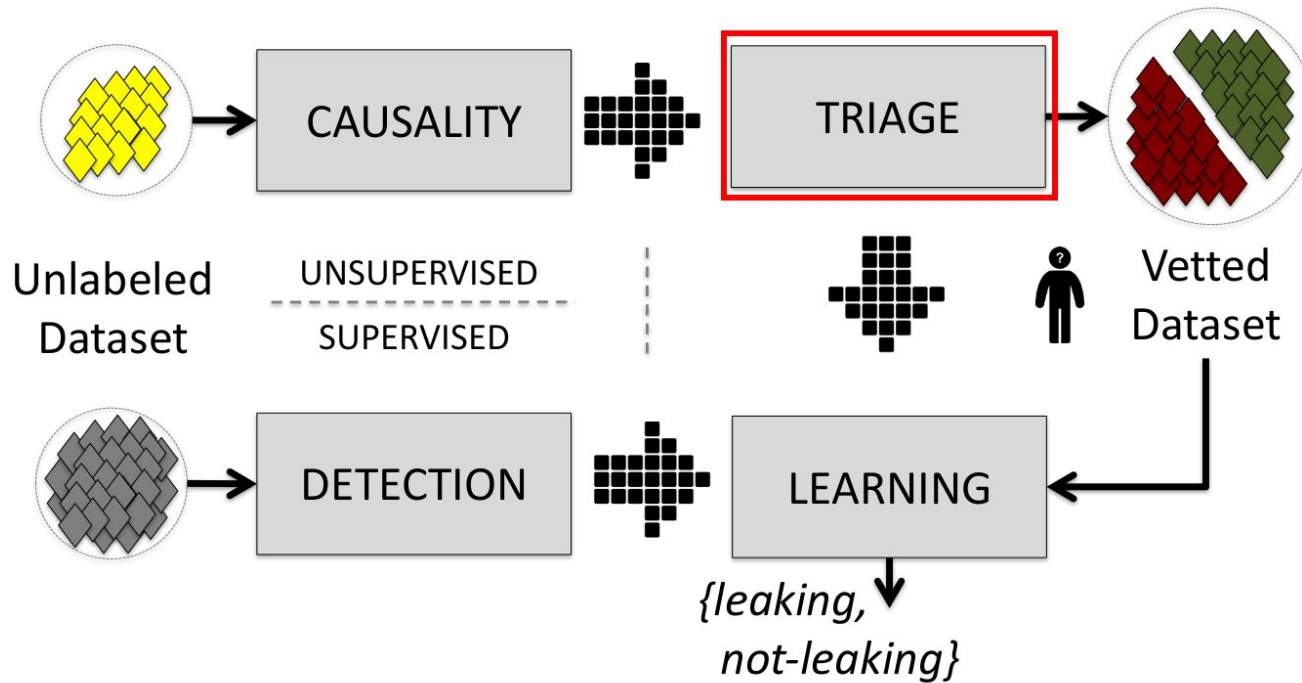 CAUSALITY
TRIAGE
Unlabeled
Dataset
UNSUPERVISED
SUPERVISED
?
Vetted
Dataset
DETECTION
LEARNING
{leaking,
not-leaking}